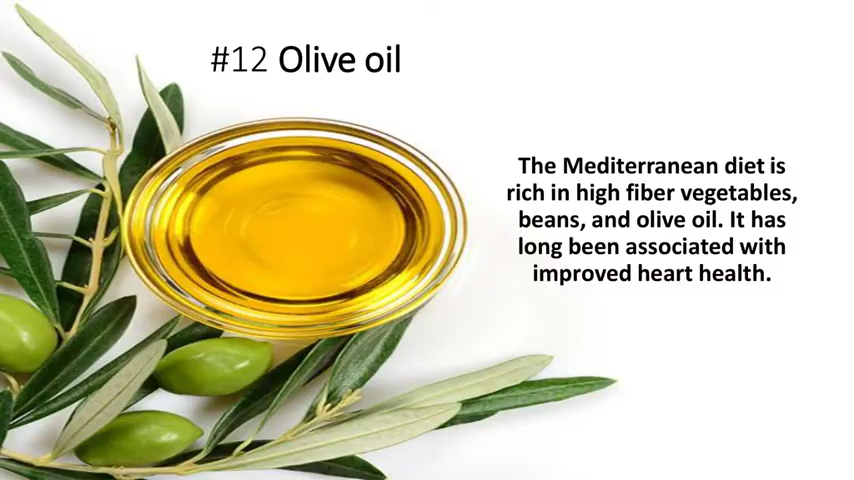 #12 Olive oil
The Mediterranean diet is
rich in high fiber vegetables,
beans, and olive oil. It has
long been associated with
improved heart health.